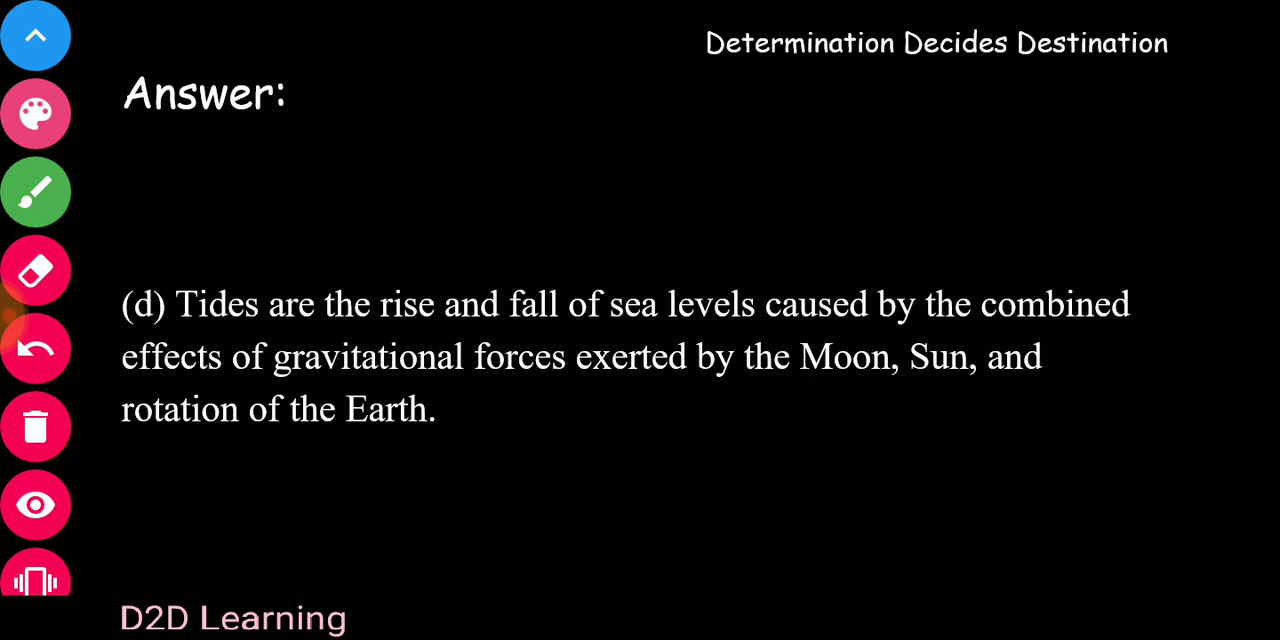 Determination Decides Destination
Answer:
(d) Tides are the rise and fall of sea levels caused by the combined
effects of gravitational forces exerted by the Moon, Sun, and
rotation of the Earth.
D2D Learning